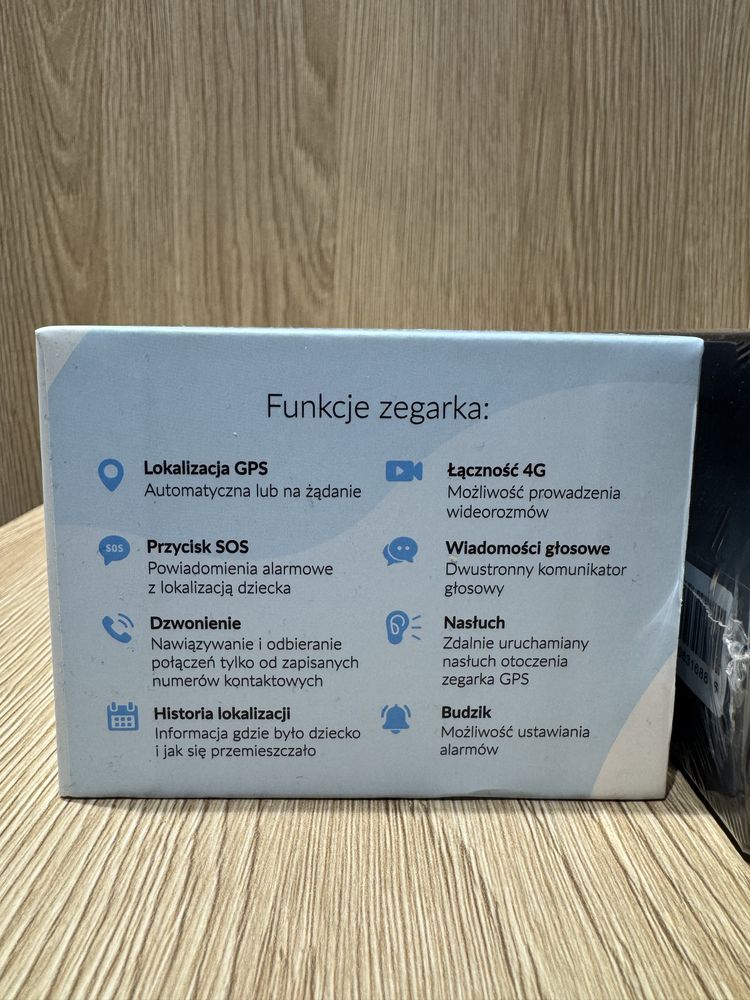 Funkcje zegarka:
Lokalizacja GPS
Automatyczna lub na żądanie
SOS
Przycisk SOS
Powiadomienia alarmowe
z lokalizacją dziecka
Dzwonienie
Nawiązywanie i odbieranie
połączeń tylko od zapisanych
numerów kontaktowych
Historia lokalizacji
Informacja gdzie było dziecko
i jak się przemieszczało
Łączność 4G
Możliwość prowadzenia
wideorozmów
Wiadomości głosowe
Dwustronny komunikator
głosowy
Nasłuch
Zdalnie uruchamiany
nasłuch otoczenia
zegarka GPS
Budzik
Możliwość ustawiania
alarmów